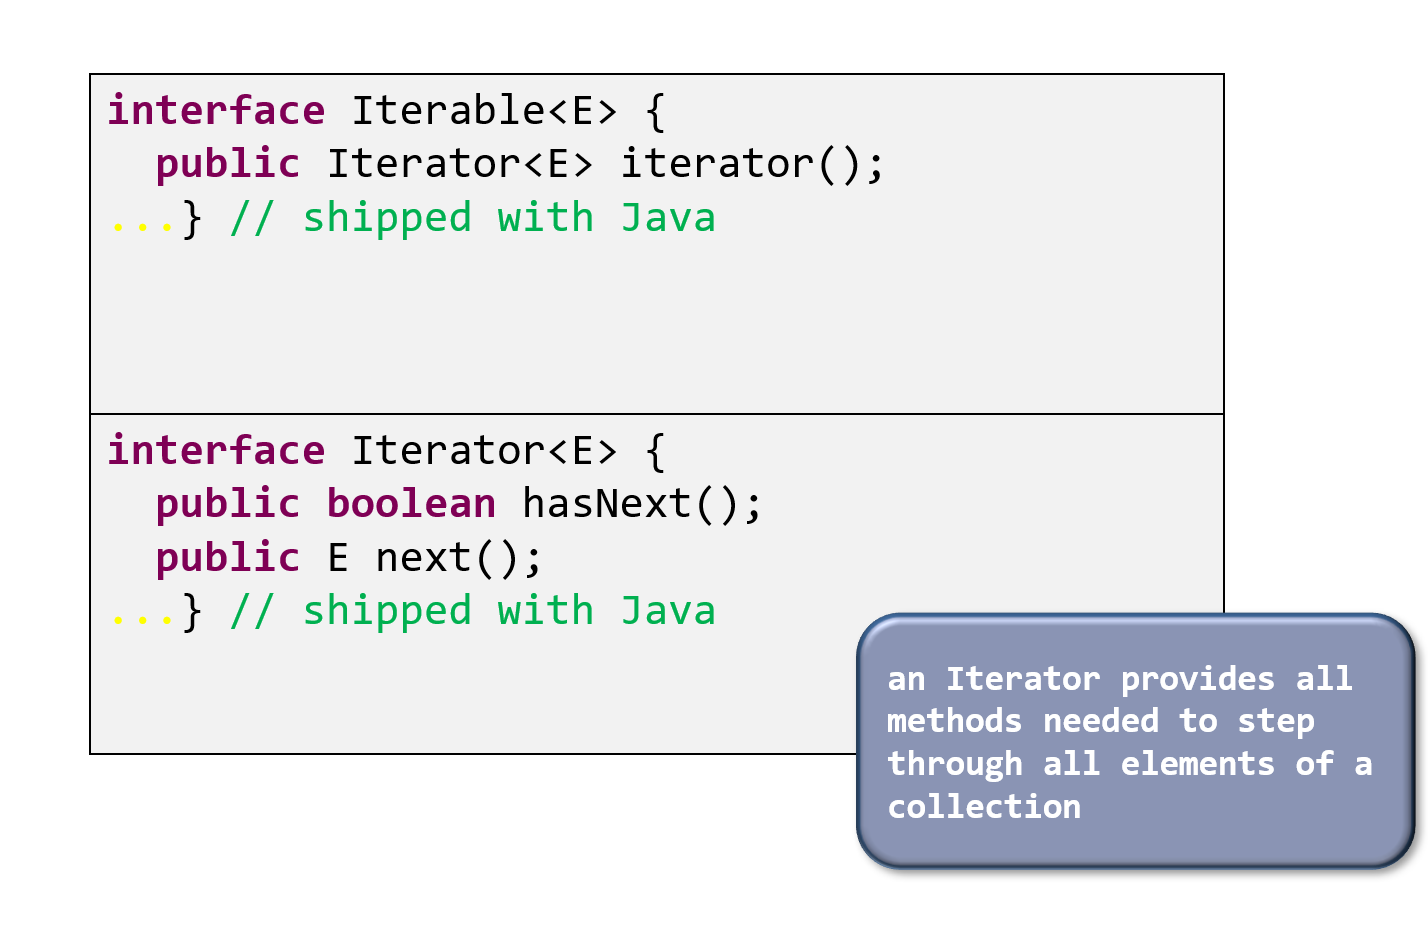 interface Iterable<E> {
  public Iterator<E> iterator();
...} // shipped with Java
interface Iterator<E> {
  public boolean hasNext();
  public E next();
...} // shipped with Java
an Iterator provides all
methods needed to step
through all elements of a
collection